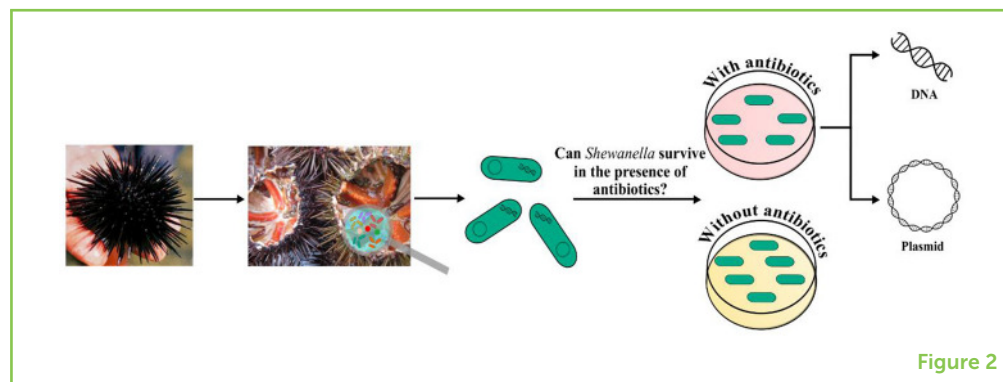 Can Shewanella survive
in the presence of
antibiotics?
With antibiotics
Without antibiotics
DNA
Plasmid
Figure 2